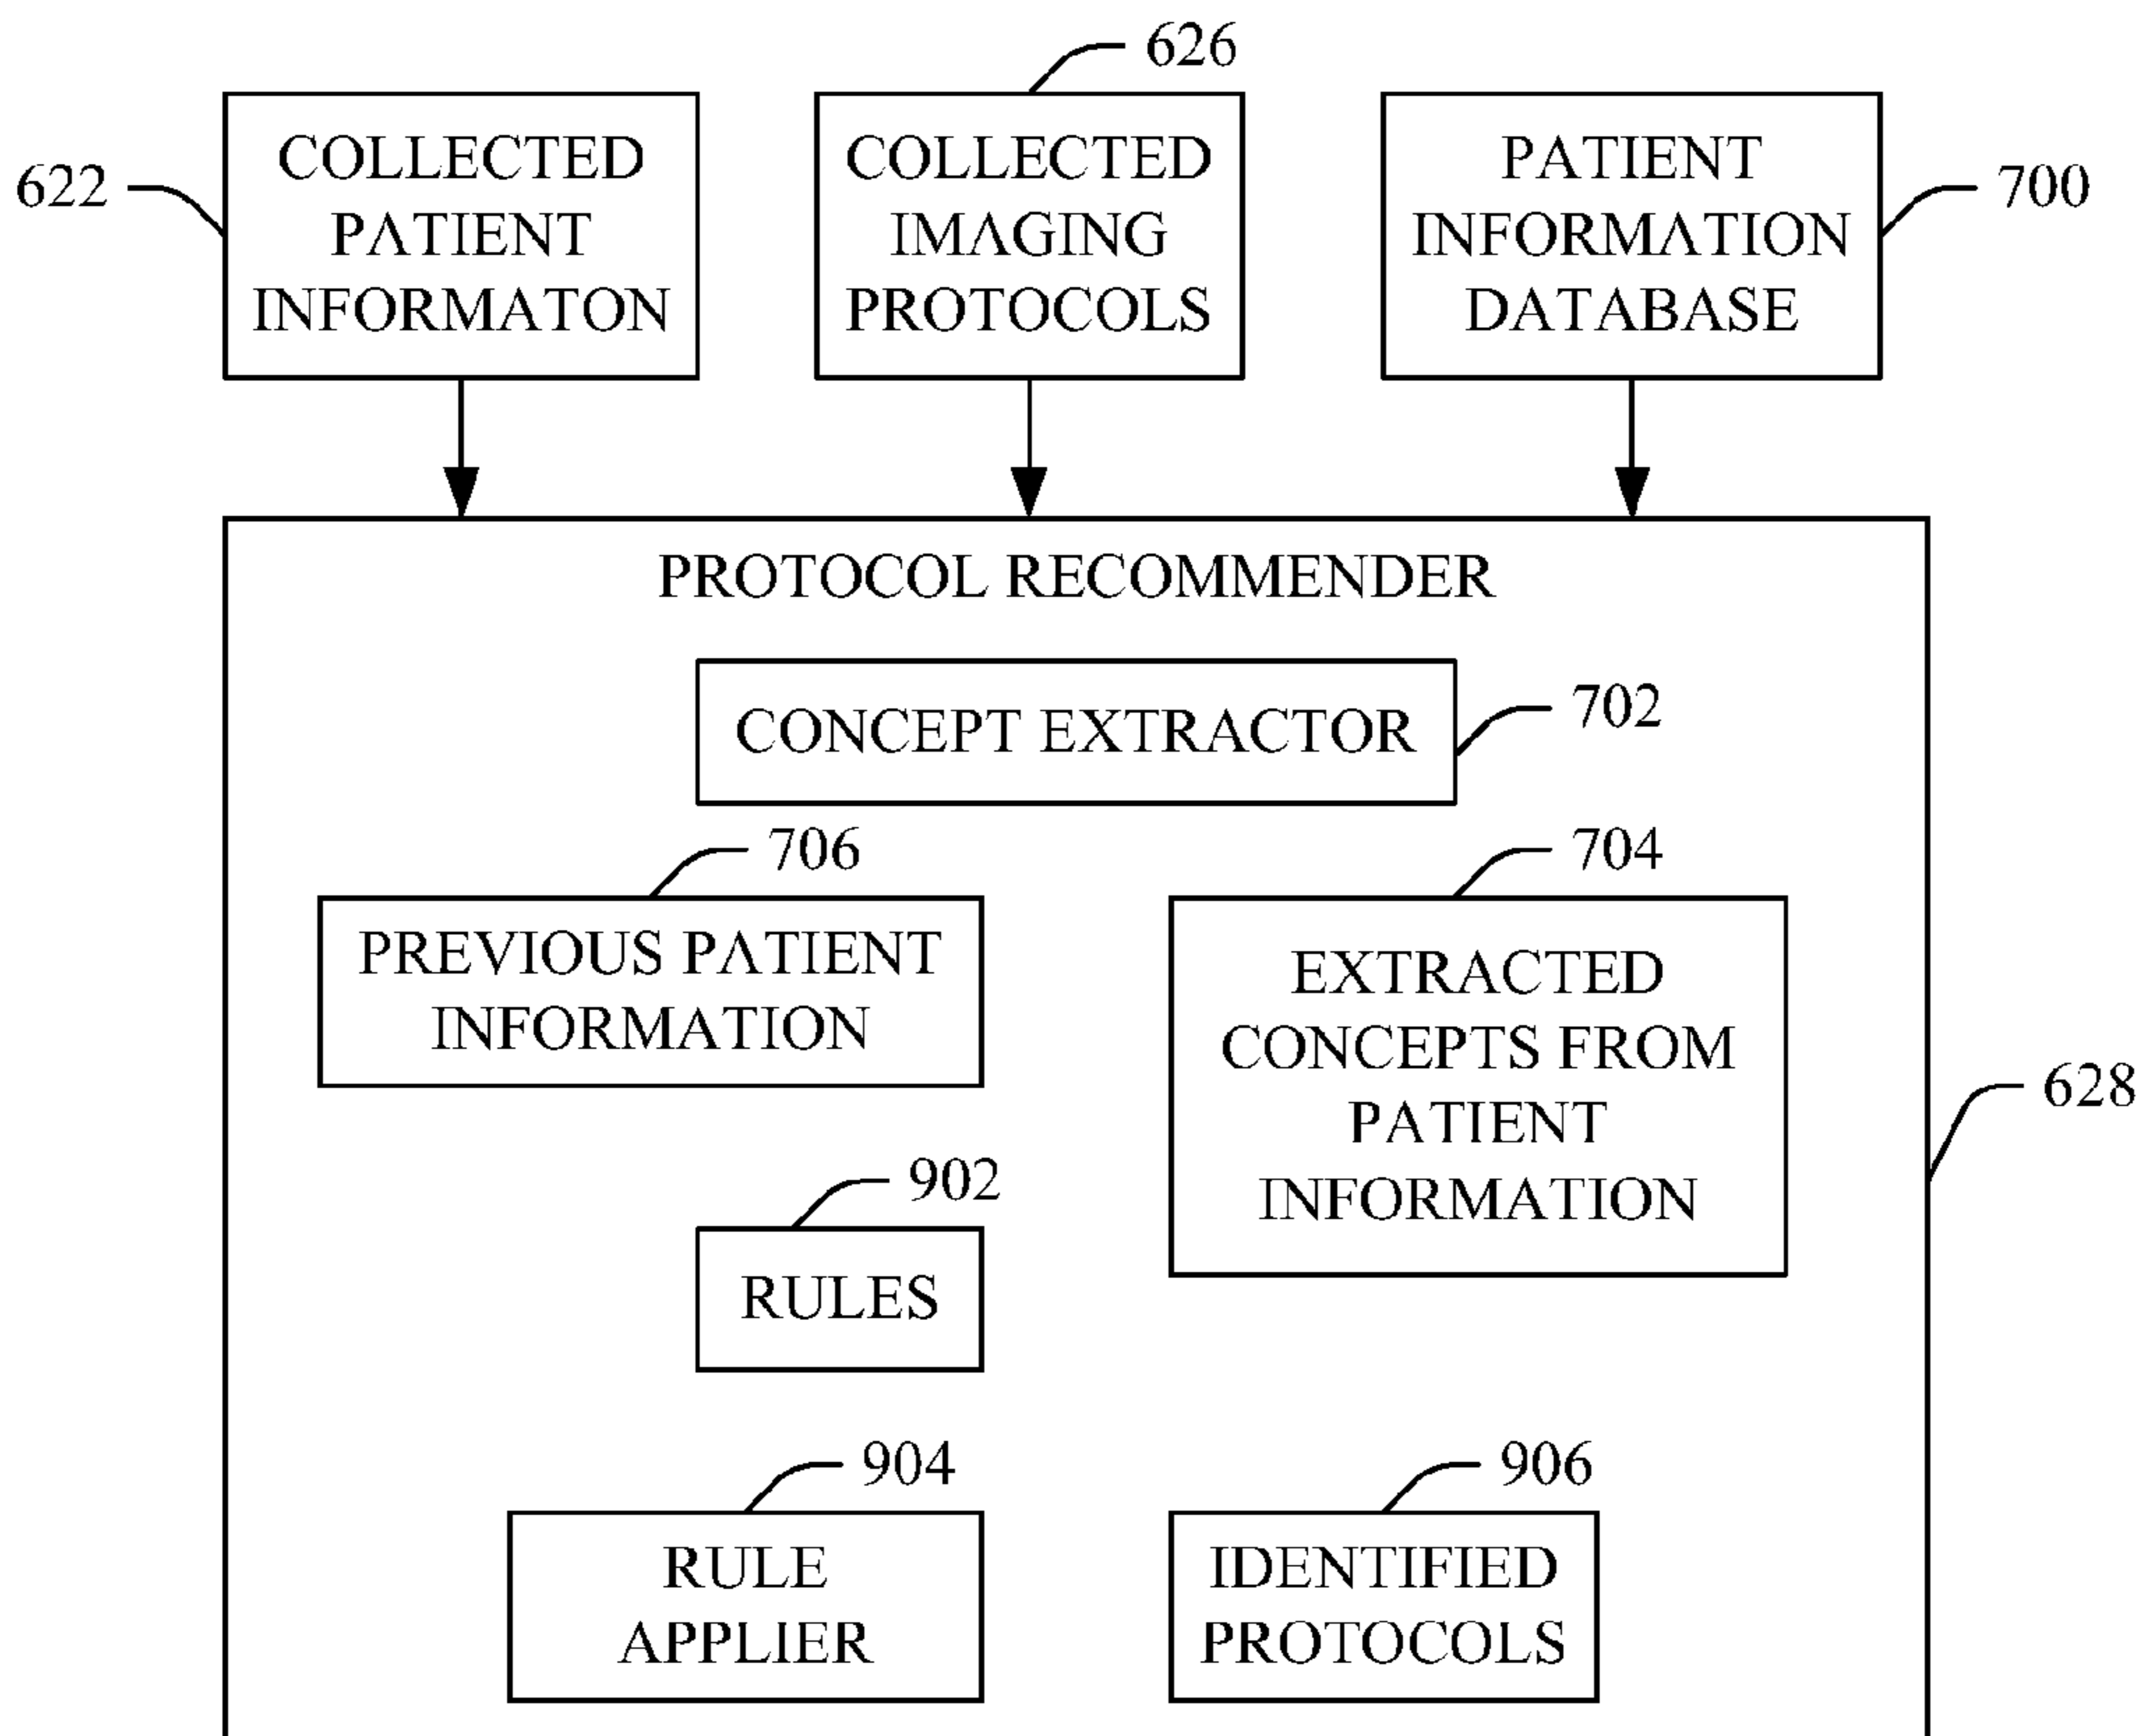 626
COLLECTED
PATIENT
INFORMATON
COLLECTED
IMAGING
PROTOCOLS
PATIENT
INFORMATION
DATABASE
622
700
PROTOCOL RECOMMENDER
CONCEPT EXTRACTOR
702
706
704
PREVIOUS PATIENT
INFORMATION
EXTRACTED
CONCEPTS FROM
PATIENT
INFORMATION
628
902
RULES
904
906
RULE
APPLIER
IDENTIFIED
PROTOCOLS